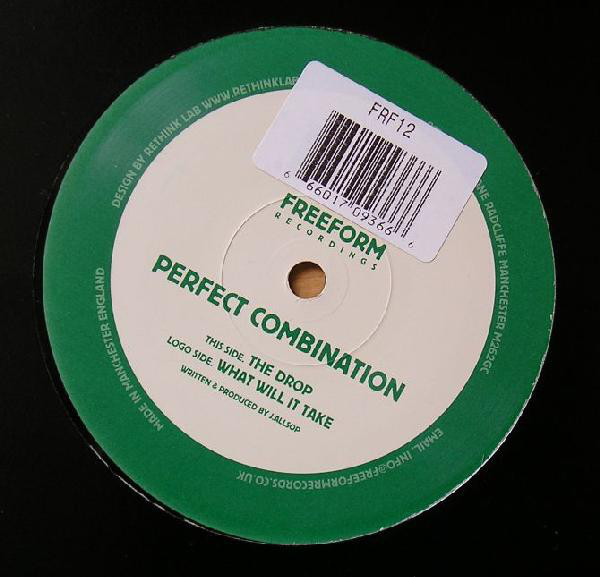 FRF12
6 66017 09366 6
FREEFORM
RECORDINGS
PERFECT COMBINATION
THIS SIDE. THE DROP
LOGO SIDE. WHAT WILL IT TAKE
WRITTEN & PRODUCED BY J.ALLSOP
MADE IN MANCHESTER ENGLAND
DESIGN BY RETHINK LAB WWW.RETHINKLAB
RADCLIFFE MANCHESTER
EMAIL. INFO@FREEFORMRECORDS.CO.UK